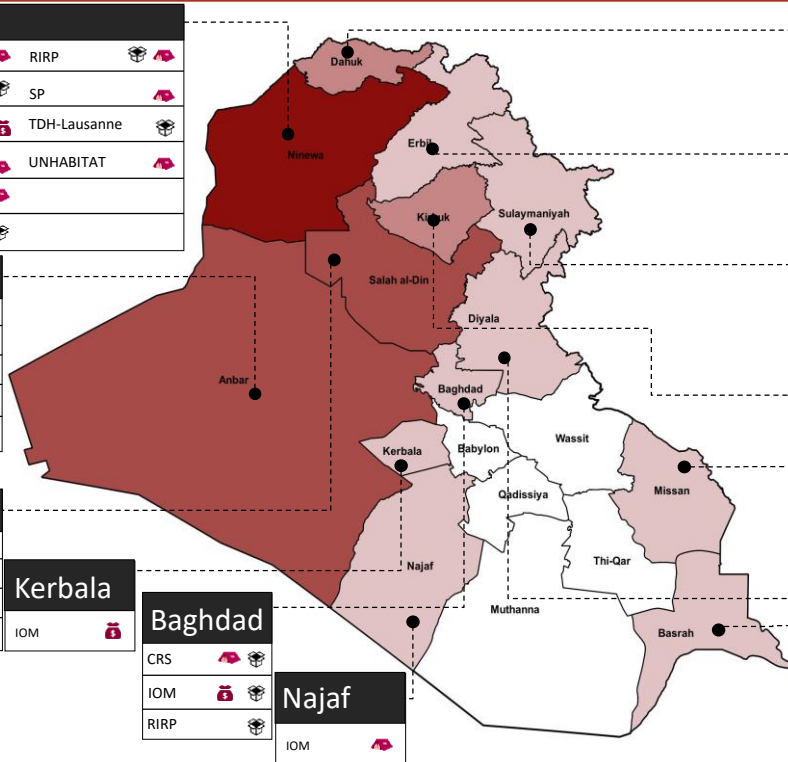 RIRP
SP
TDH-Lausanne
UNHABITAT
Dahuk
Ninewa
Erbil
Kirkuk
Sulaymaniyah
Salah al-Din
Diyala
Anbar
Baghdad
Kerbala
Babylon
Wassit
Qadissiya
Missan
Najaf
Thi-Qar
Muthanna
Basrah
Kerbala
IOM
Baghdad
CRS
IOM
RIRP
Najaf
IOM